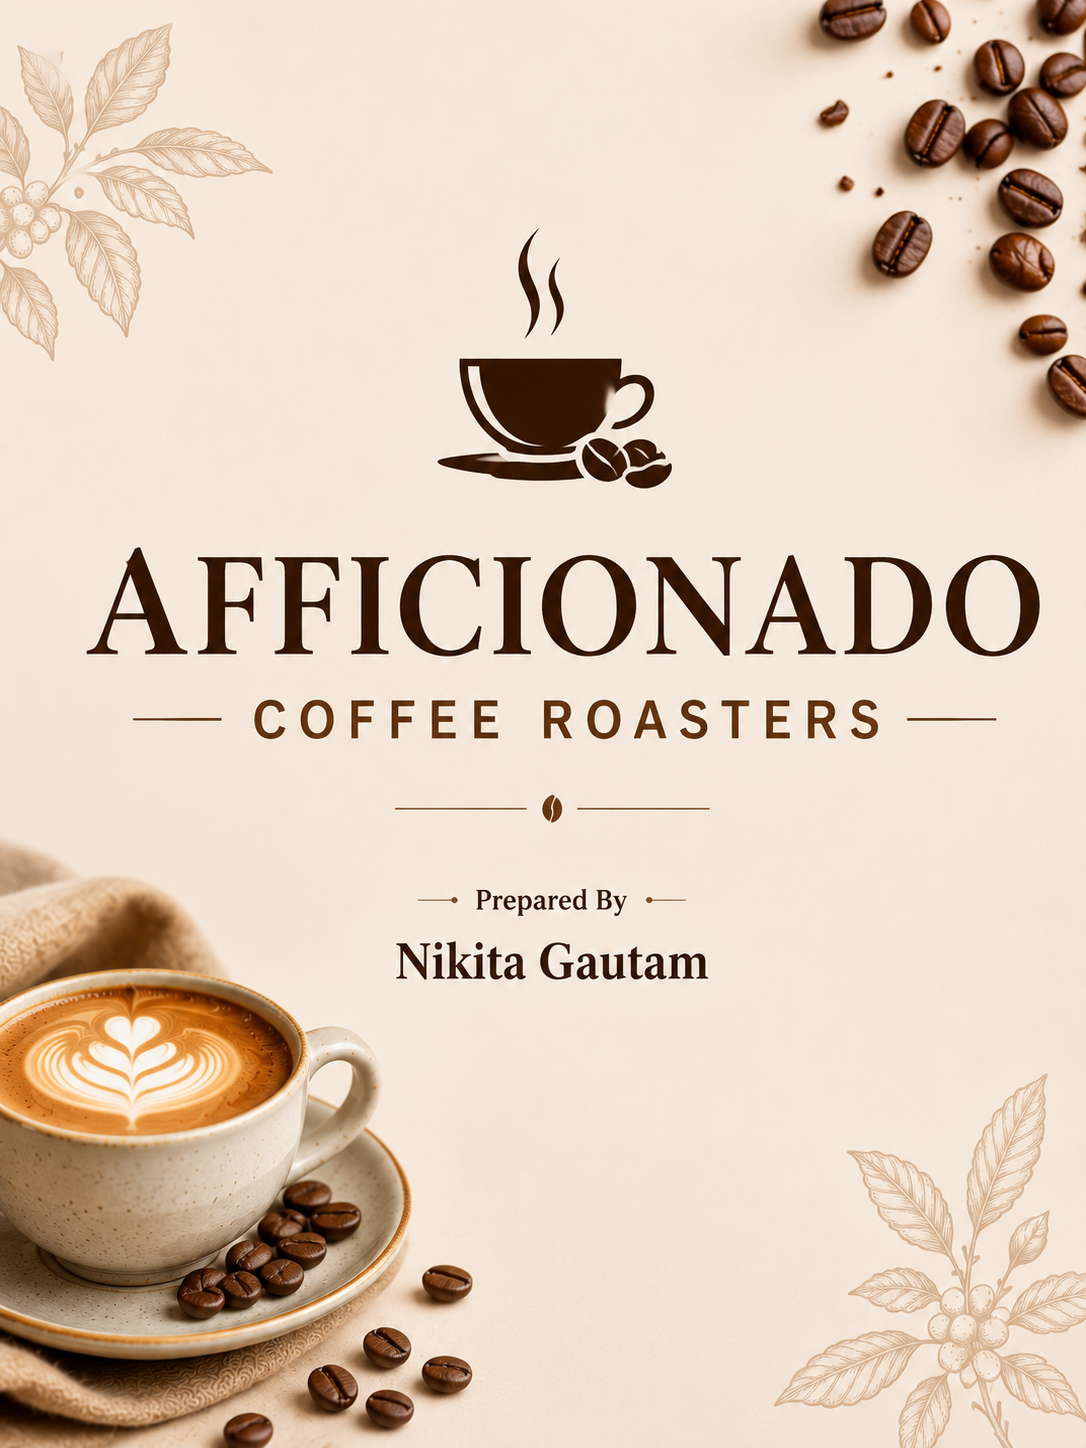 AFFICIONADO
COFFEE ROASTERS
Prepared By
Nikita Gautam